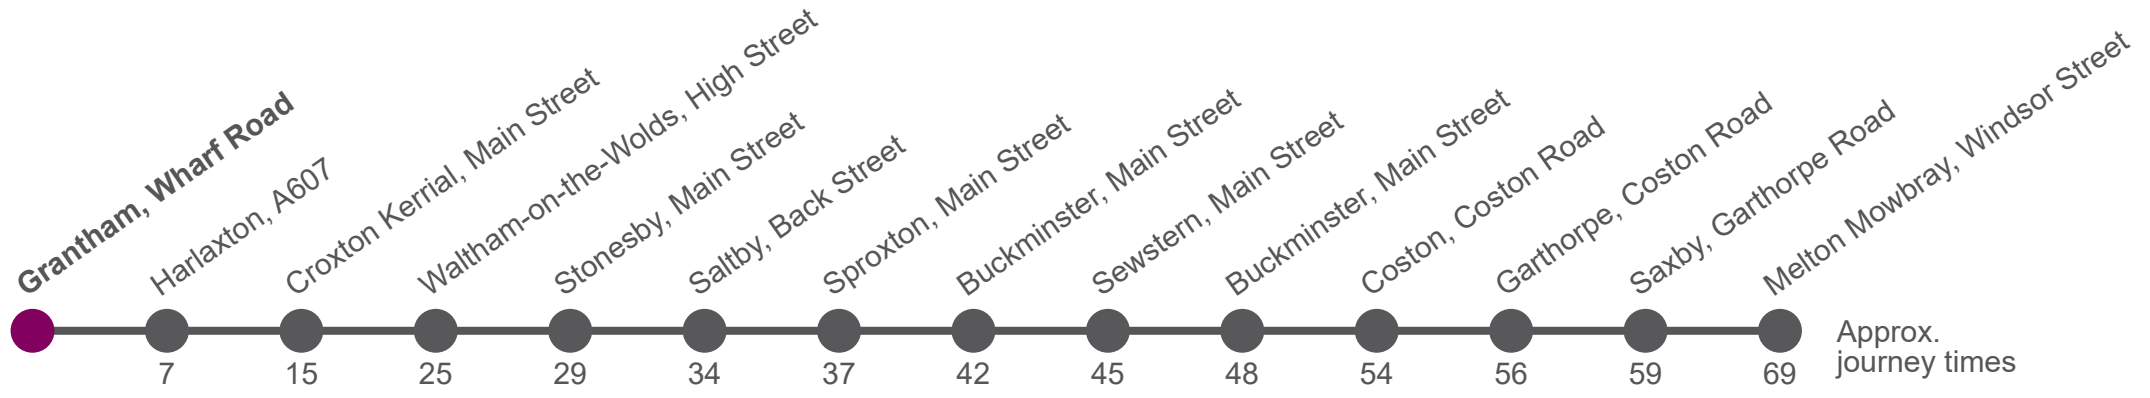 Grantham, Wharf Road
Harlaxton, A607
Croxton Kerrial, Main Street
Waltham-on-the-Wolds, High Street
Stonesby, Main Street
Saltby, Back Street
Sproxton, Main Street
Buckminster, Main Street
Sewstern, Main Street
Buckminster, Main Street
Coston, Coston Road
Garthorpe, Coston Road
Saxby, Garthorpe Road
Melton Mowbray, Windsor Street
7 15 25 29 34 37 42 45 48 54 56 59 69
Approx.
journey times